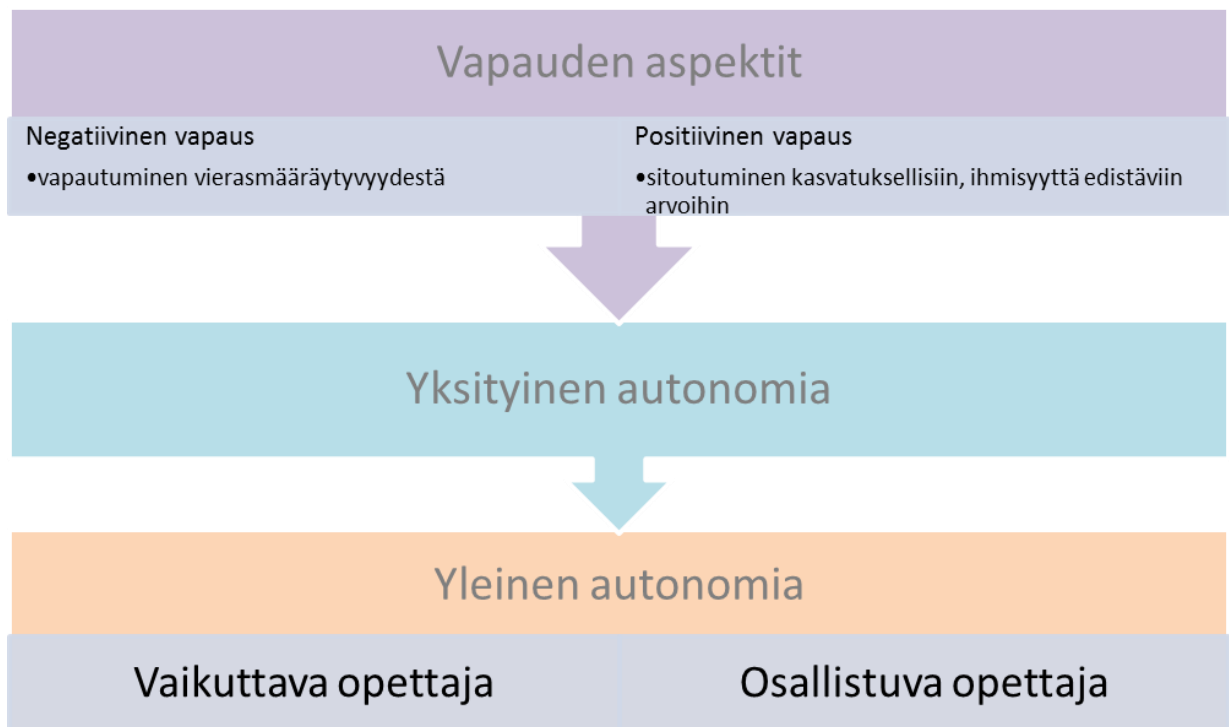 Vapauden aspektit
Negatiivinen vapaus
•vapautuminen vierasmääräytyvyydestä
Positiivinen vapaus
•sitoutuminen kasvatuksellisiin, ihmisyyttä edistäviin
arvoihin
Yksityinen autonomia
Yleinen autonomia
Vaikuttava opettaja
Osallistuva opettaja